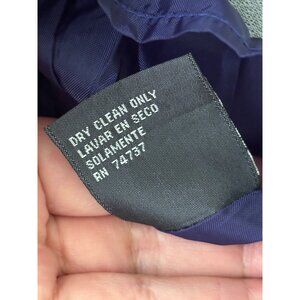 DRY CLEAN ONLY
LAVAR EN SECO
SOLAMENTE
RN 74737